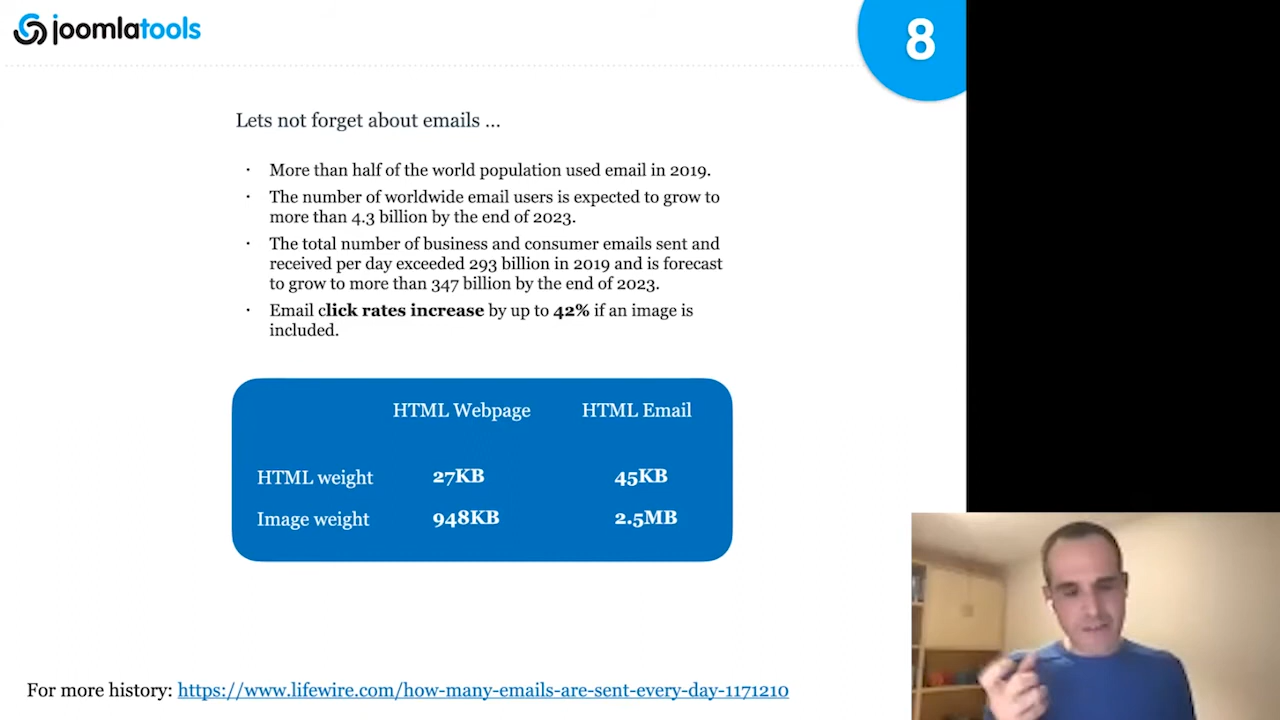 joomlatools
8
Lets not forget about emails ...
· More than half of the world population used email in 2019.
· The number of worldwide email users is expected to grow to
more than 4.3 billion by the end of 2023.
· The total number of business and consumer emails sent and
received per day exceeded 293 billion in 2019 and is forecast
to grow to more than 347 billion by the end of 2023.
· Email click rates increase by up to 42% if an image is
included.
HTML Webpage HTML Email
HTML weight 27KB 45KB
Image weight 948KB 2.5MB
For more history: https://www.lifewire.com/how-many-emails-are-sent-every-day-1171210